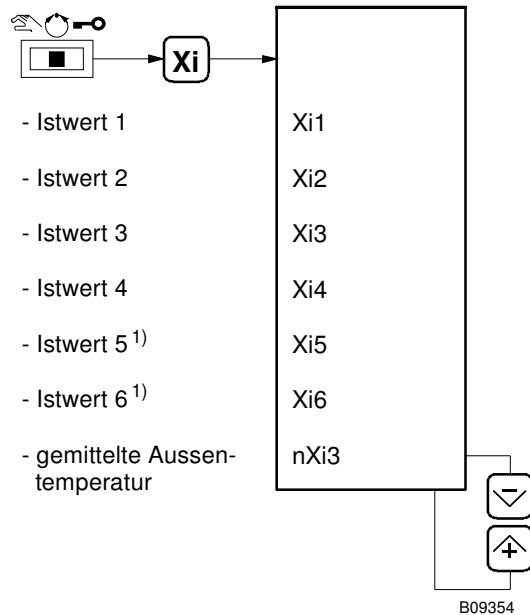 Xi
- Istwert 1 Xi1
- Istwert 2 Xi2
- Istwert 3 Xi3
- Istwert 4 Xi4
- Istwert 5 1) Xi5
- Istwert 6 1) Xi6
- gemittelte Aussen- nXi3
temperatur
-
+
B09354